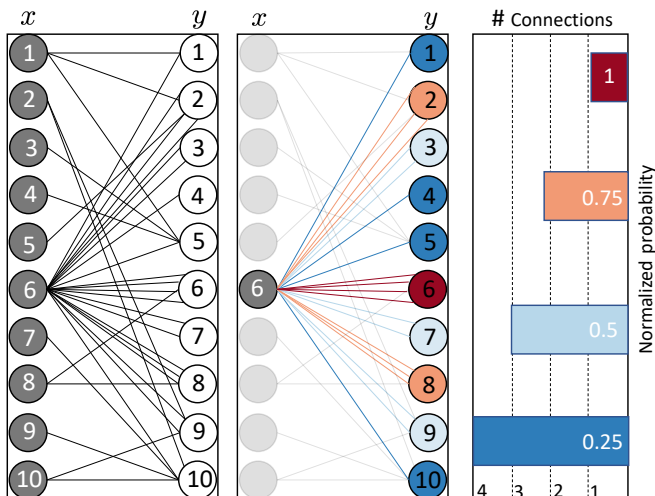 x y x y # Connections
1 1 1 1
2 2 2
3 3 3
4 4 4 0.75
5 5 5
6 6 6 6
7 7 7 0.5
8 8 8
9 9 9 0.25
10 10 10 4 3 2 1
Normalized probability